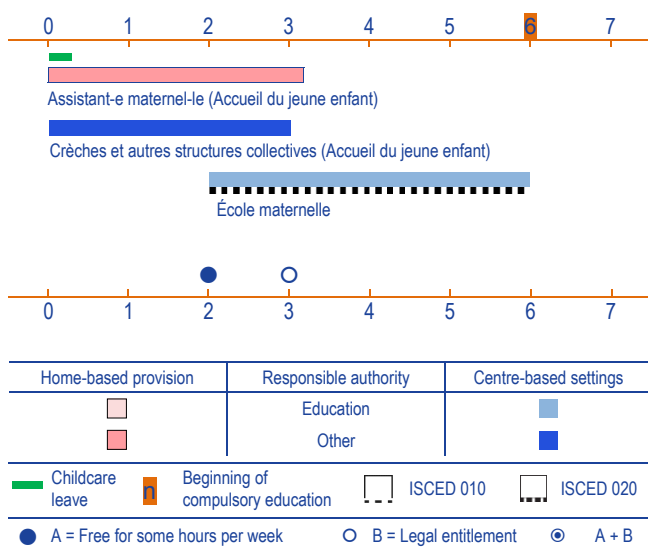 0 1 2 3 4 5 6 7
Assistant-e maternel-le (Accueil du jeune enfant)
Crèches et autres structures collectives (Accueil du jeune enfant)
École maternelle
0 1 2 3 4 5 6 7
Home-based provision Responsible authority Centre-based settings
Education
Other
Childcare leave
n Beginning of compulsory education
ISCED 010
ISCED 020
A = Free for some hours per week B = Legal entitlement A + B